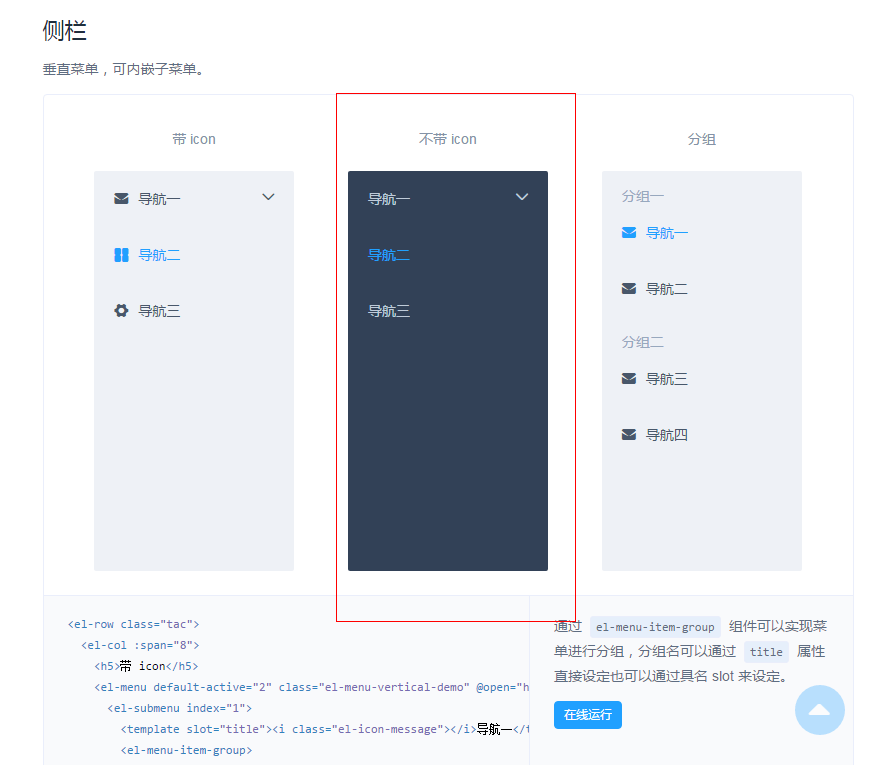 侧栏
垂直菜单，可内嵌子菜单。
带 icon
导航一
导航二
导航三
不带 icon
导航一
导航二
导航三
分组
分组一
导航一
导航二
分组二
导航三
导航四
<el-row class="tac">
<el-col :span="8">
<h5>带 icon</h5>
<el-menu default-active="2" class="el-menu-vertical-demo" @open="h
<el-submenu index="1">
<template slot="title"><i class="el-icon-message"></i>导航一</t
<el-menu-item-group>
通过 el-menu-item-group 组件可以实现菜
单进行分组，分组名可以通过 title 属性
直接设定也可以通过具名 slot 来设定。
在线运行